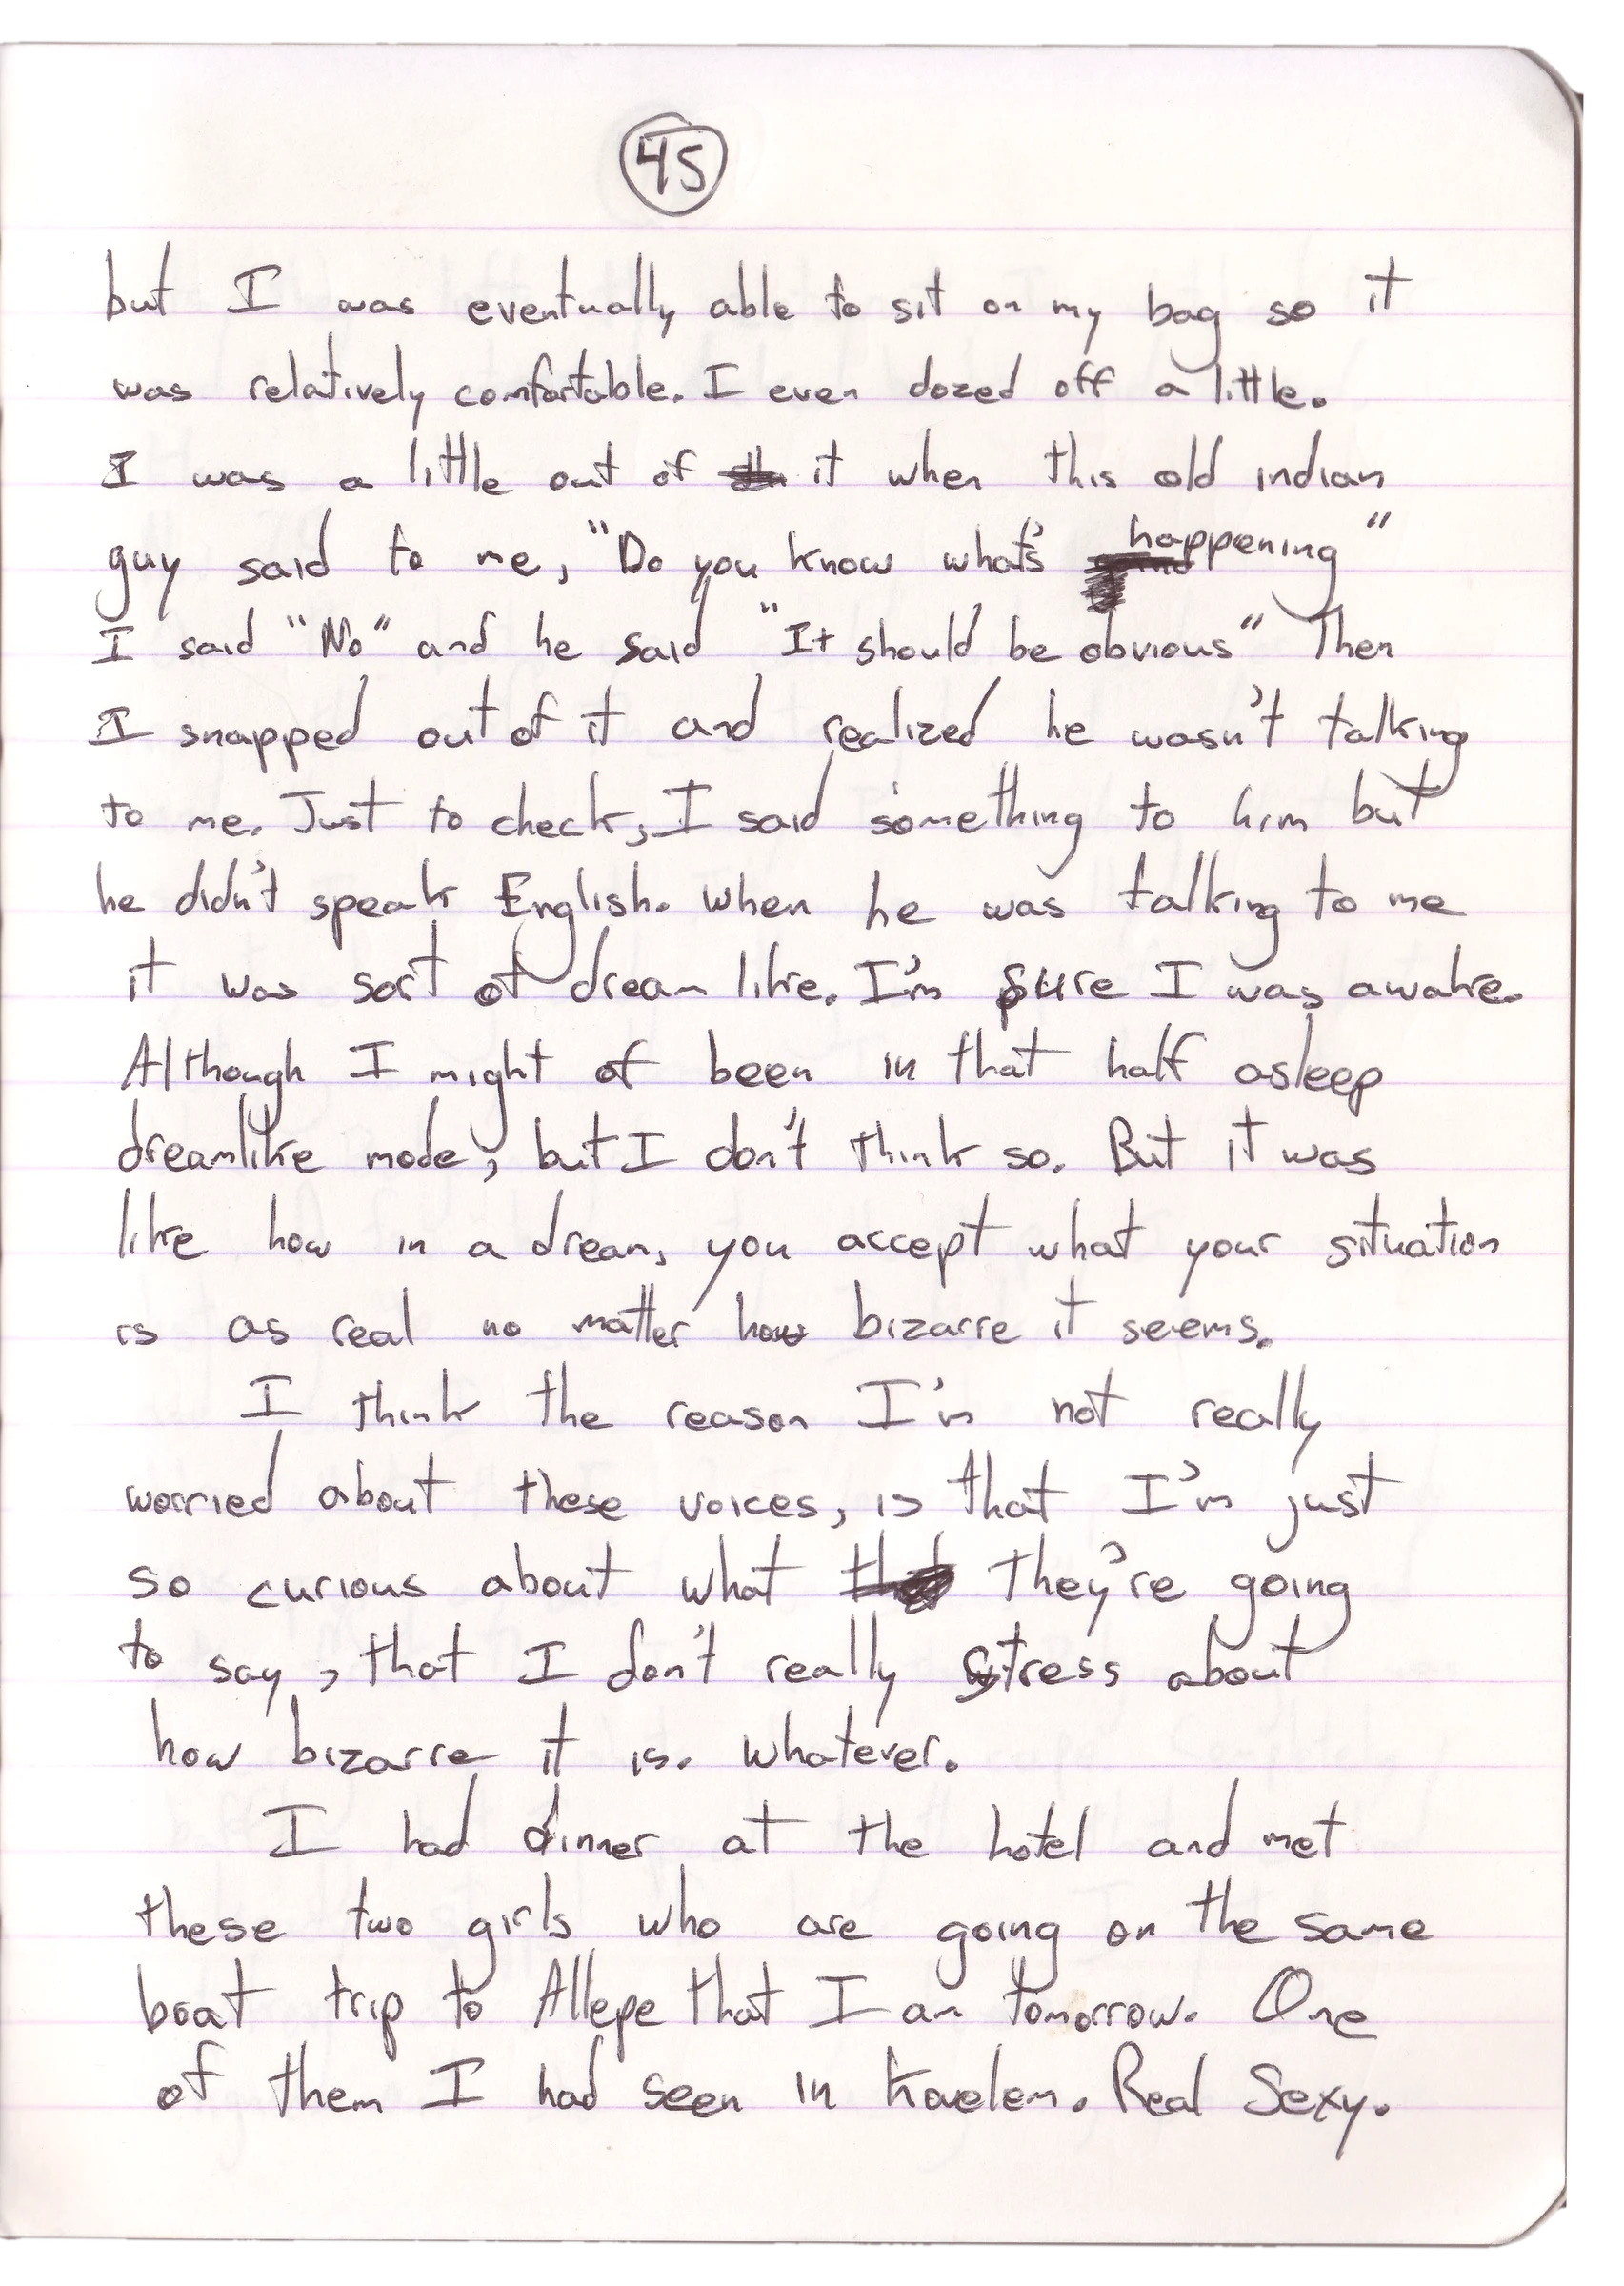 45
but I was eventually able to sit on my bag so it
was relatively comfortable. I even dozed off a little.
I was a little out of it when this old indian
guy said to me, "Do you know what's happening"
I said "No" and he said "It should be obvious" Then
I snapped out of it and realized he wasn't talking
to me. Just to check, I said something to him but
he didn't speak English. When he was talking to me
it was sort of dream like. I'm sure I was awake.
Although I might of been in that half asleep
dreamlike mode, but I don't think so. But it was
like how in a dream, you accept what your situation
is as real no matter how bizarre it seems.
I think the reason I'm not really
worried about these voices, is that I'm just
so curious about what they're going
to say, that I don't really stress about
how bizarre it is. Whatever.
I had dinner at the hotel and met
these two girls who are going on the same
boat trip to Allepe that I am tomorrow. One
of them I had seen in Kovelem. Real Sexy.